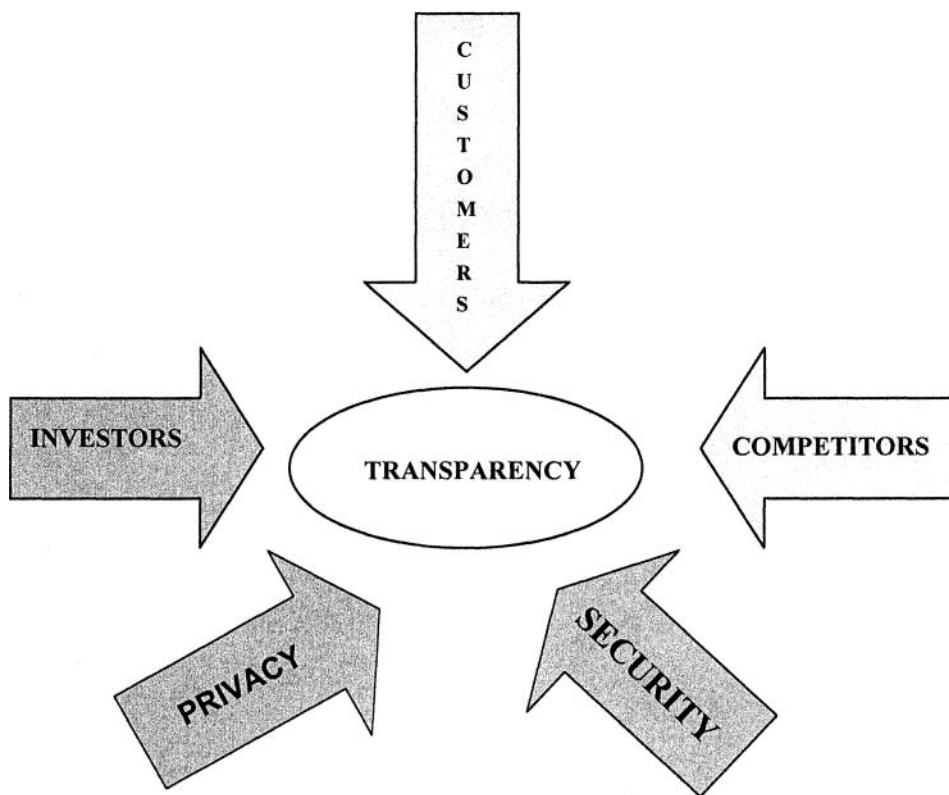 CUSTOMERS
INVESTORS
TRANSPARENCY
COMPETITORS
PRIVACY
SECURITY